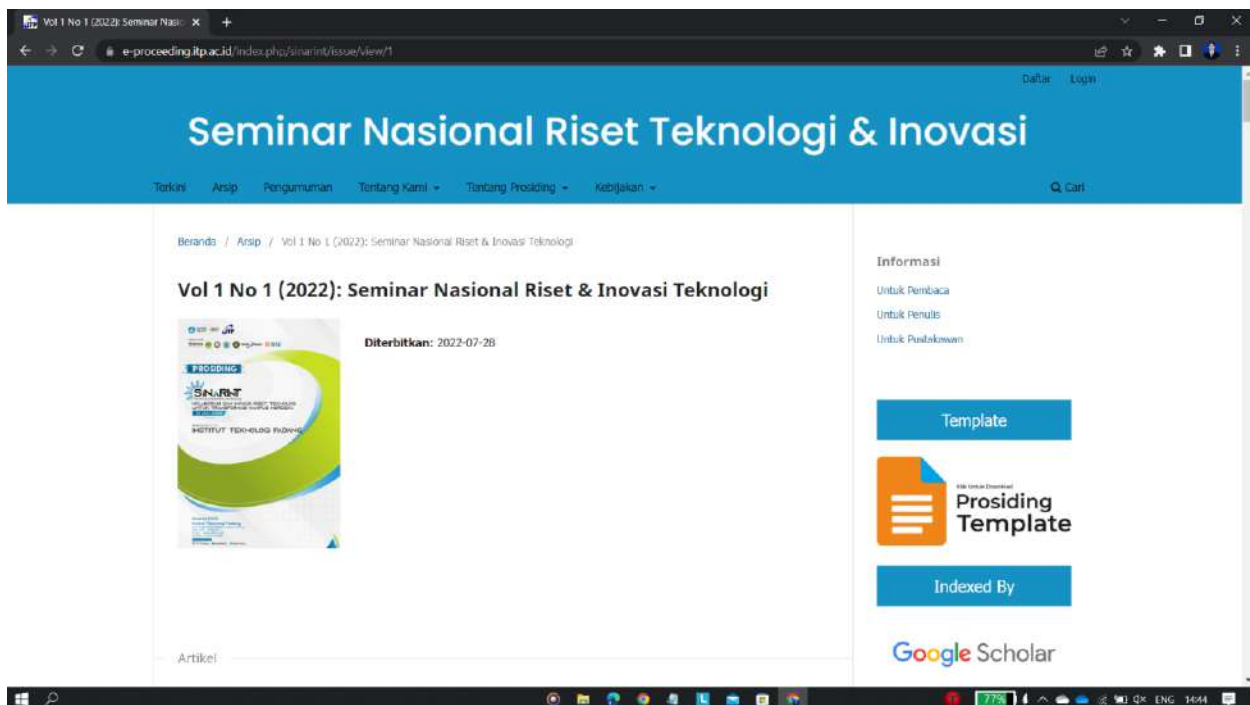 Vol 1 No 1 (2022): Seminar Nasio
e-proceeding.itp.ac.id/index.php/sinarint/issue/view/1
Daftar Login
Seminar Nasional Riset Teknologi & Inovasi
Terkini Arsip Pengumuman Tentang Kami Tentang Prosiding Kebijakan Cari
Beranda / Arsip / Vol 1 No 1 (2022): Seminar Nasional Riset & Inovasi Teknologi
Vol 1 No 1 (2022): Seminar Nasional Riset & Inovasi Teknologi
Diterbitkan: 2022-07-28
PROSIDING
SINARINT
INSTITUT TEKNOLOGI PADANG
Artikel
Informasi
Untuk Pembaca
Untuk Penulis
Untuk Pustakawan
Template
Klik Untuk Download
Prosiding
Template
Indexed By
Google Scholar
77% ENG 14:44